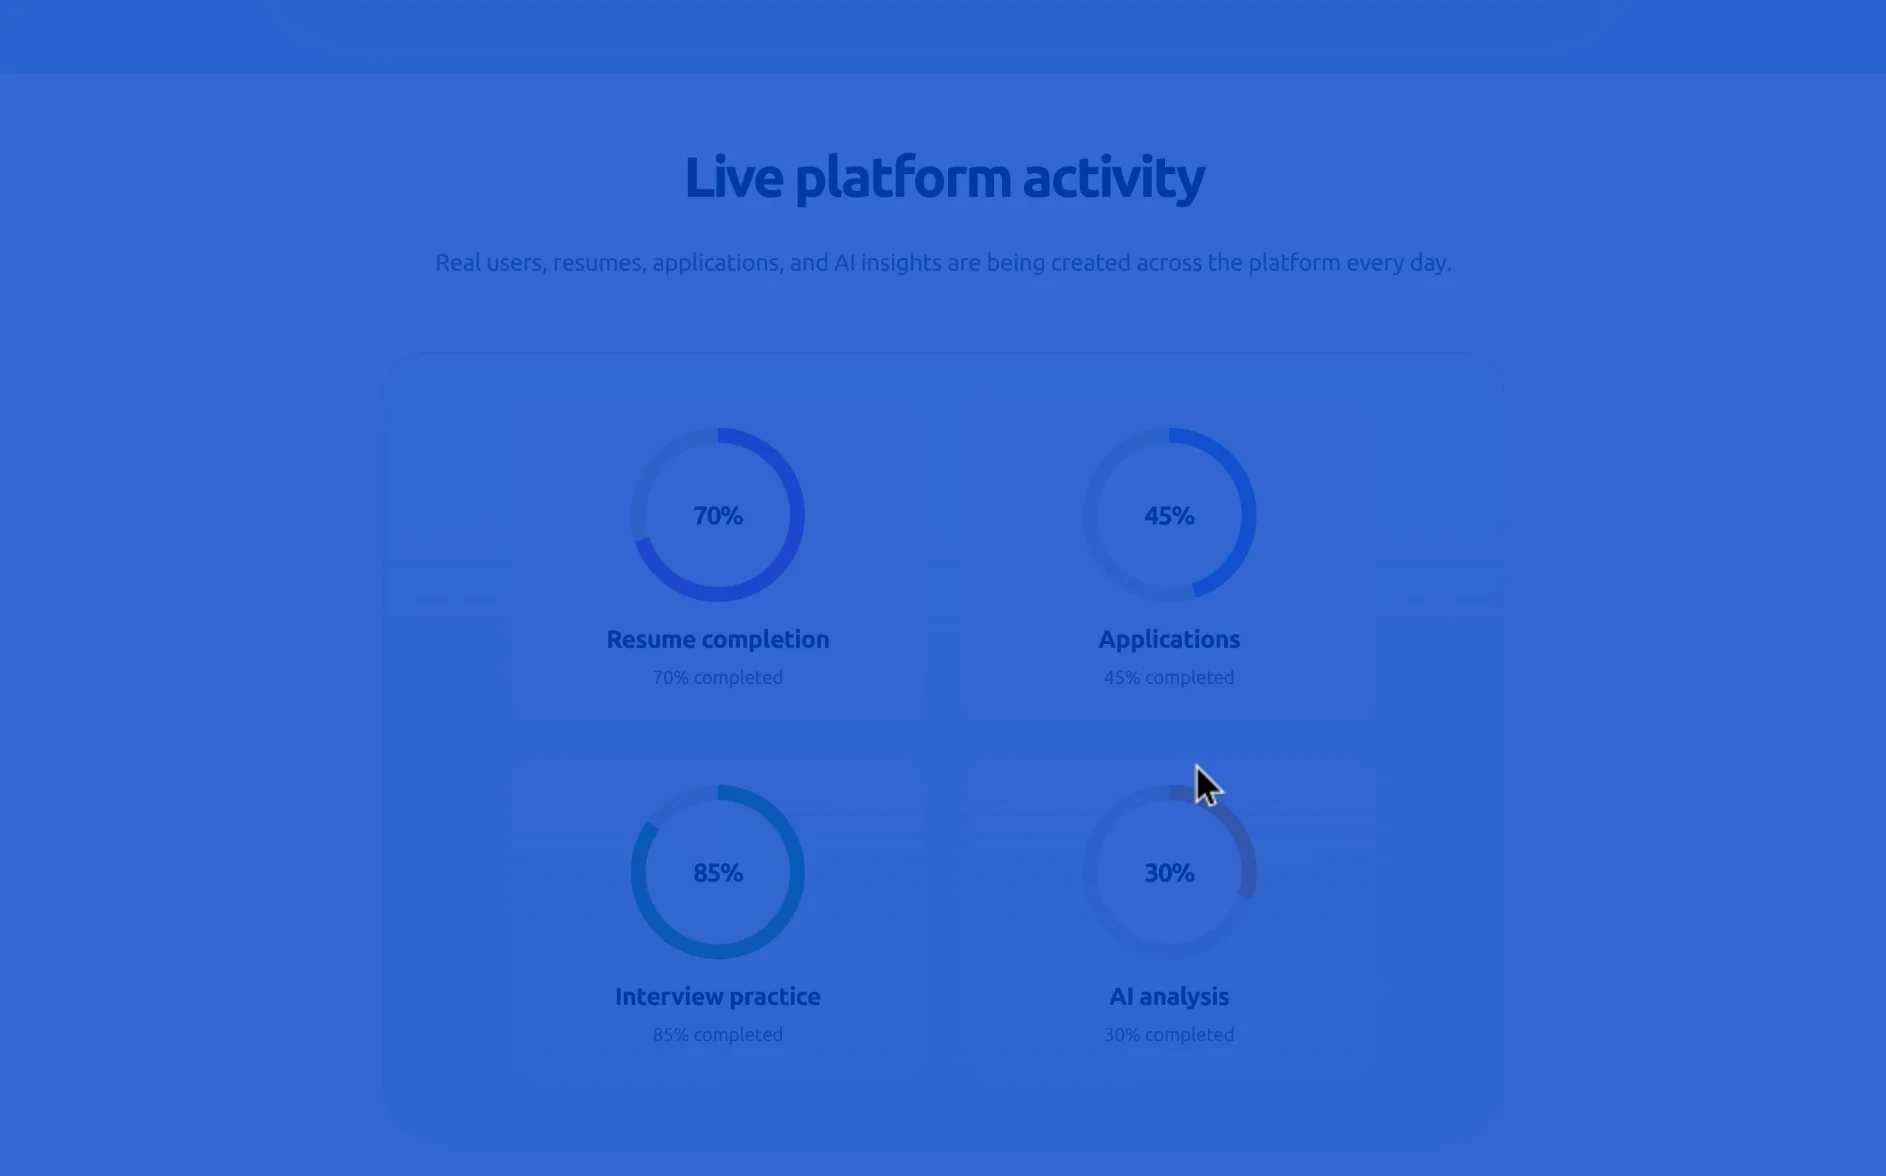 Live platform activity
Real users, resumes, applications, and AI insights are being created across the platform every day.
70%
Resume completion
70% completed
45%
Applications
45% completed
85%
Interview practice
85% completed
30%
AI analysis
30% completed